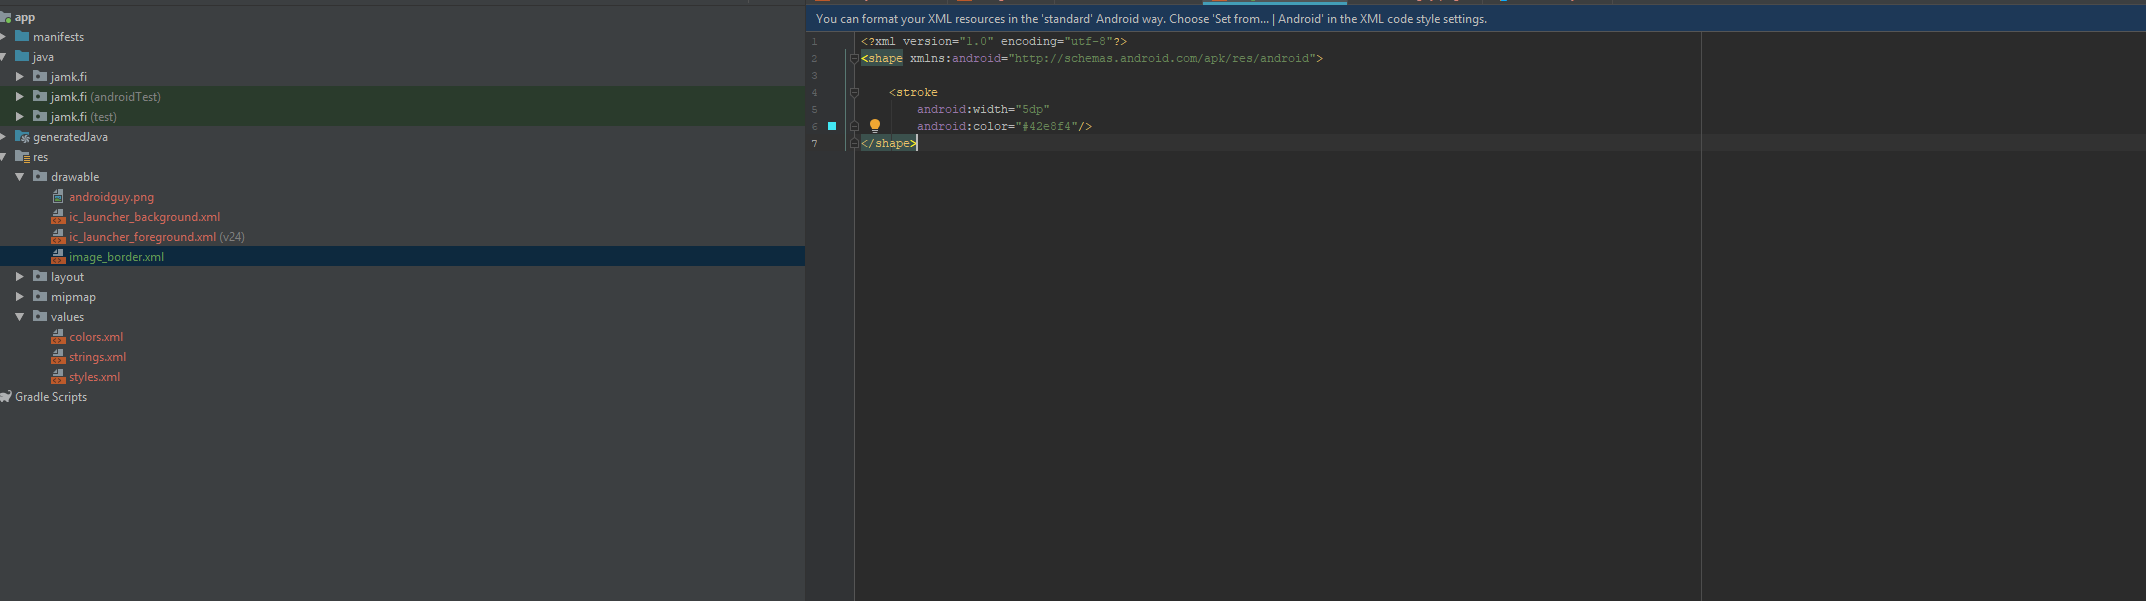 app
manifests
java
jamk.fi
jamk.fi (androidTest)
jamk.fi (test)
generatedJava
res
drawable
androidguy.png
ic_launcher_background.xml
ic_launcher_foreground.xml (v24)
image_border.xml
layout
mipmap
values
colors.xml
strings.xml
styles.xml
Gradle Scripts
You can format your XML resources in the 'standard' Android way. Choose 'Set from... | Android' in the XML code style settings.
1 <?xml version="1.0" encoding="utf-8"?>
2 <shape xmlns:android="http://schemas.android.com/apk/res/android">
3
4 <stroke
5 android:width="5dp"
6 android:color="#42e8f4"/>
7 </shape>